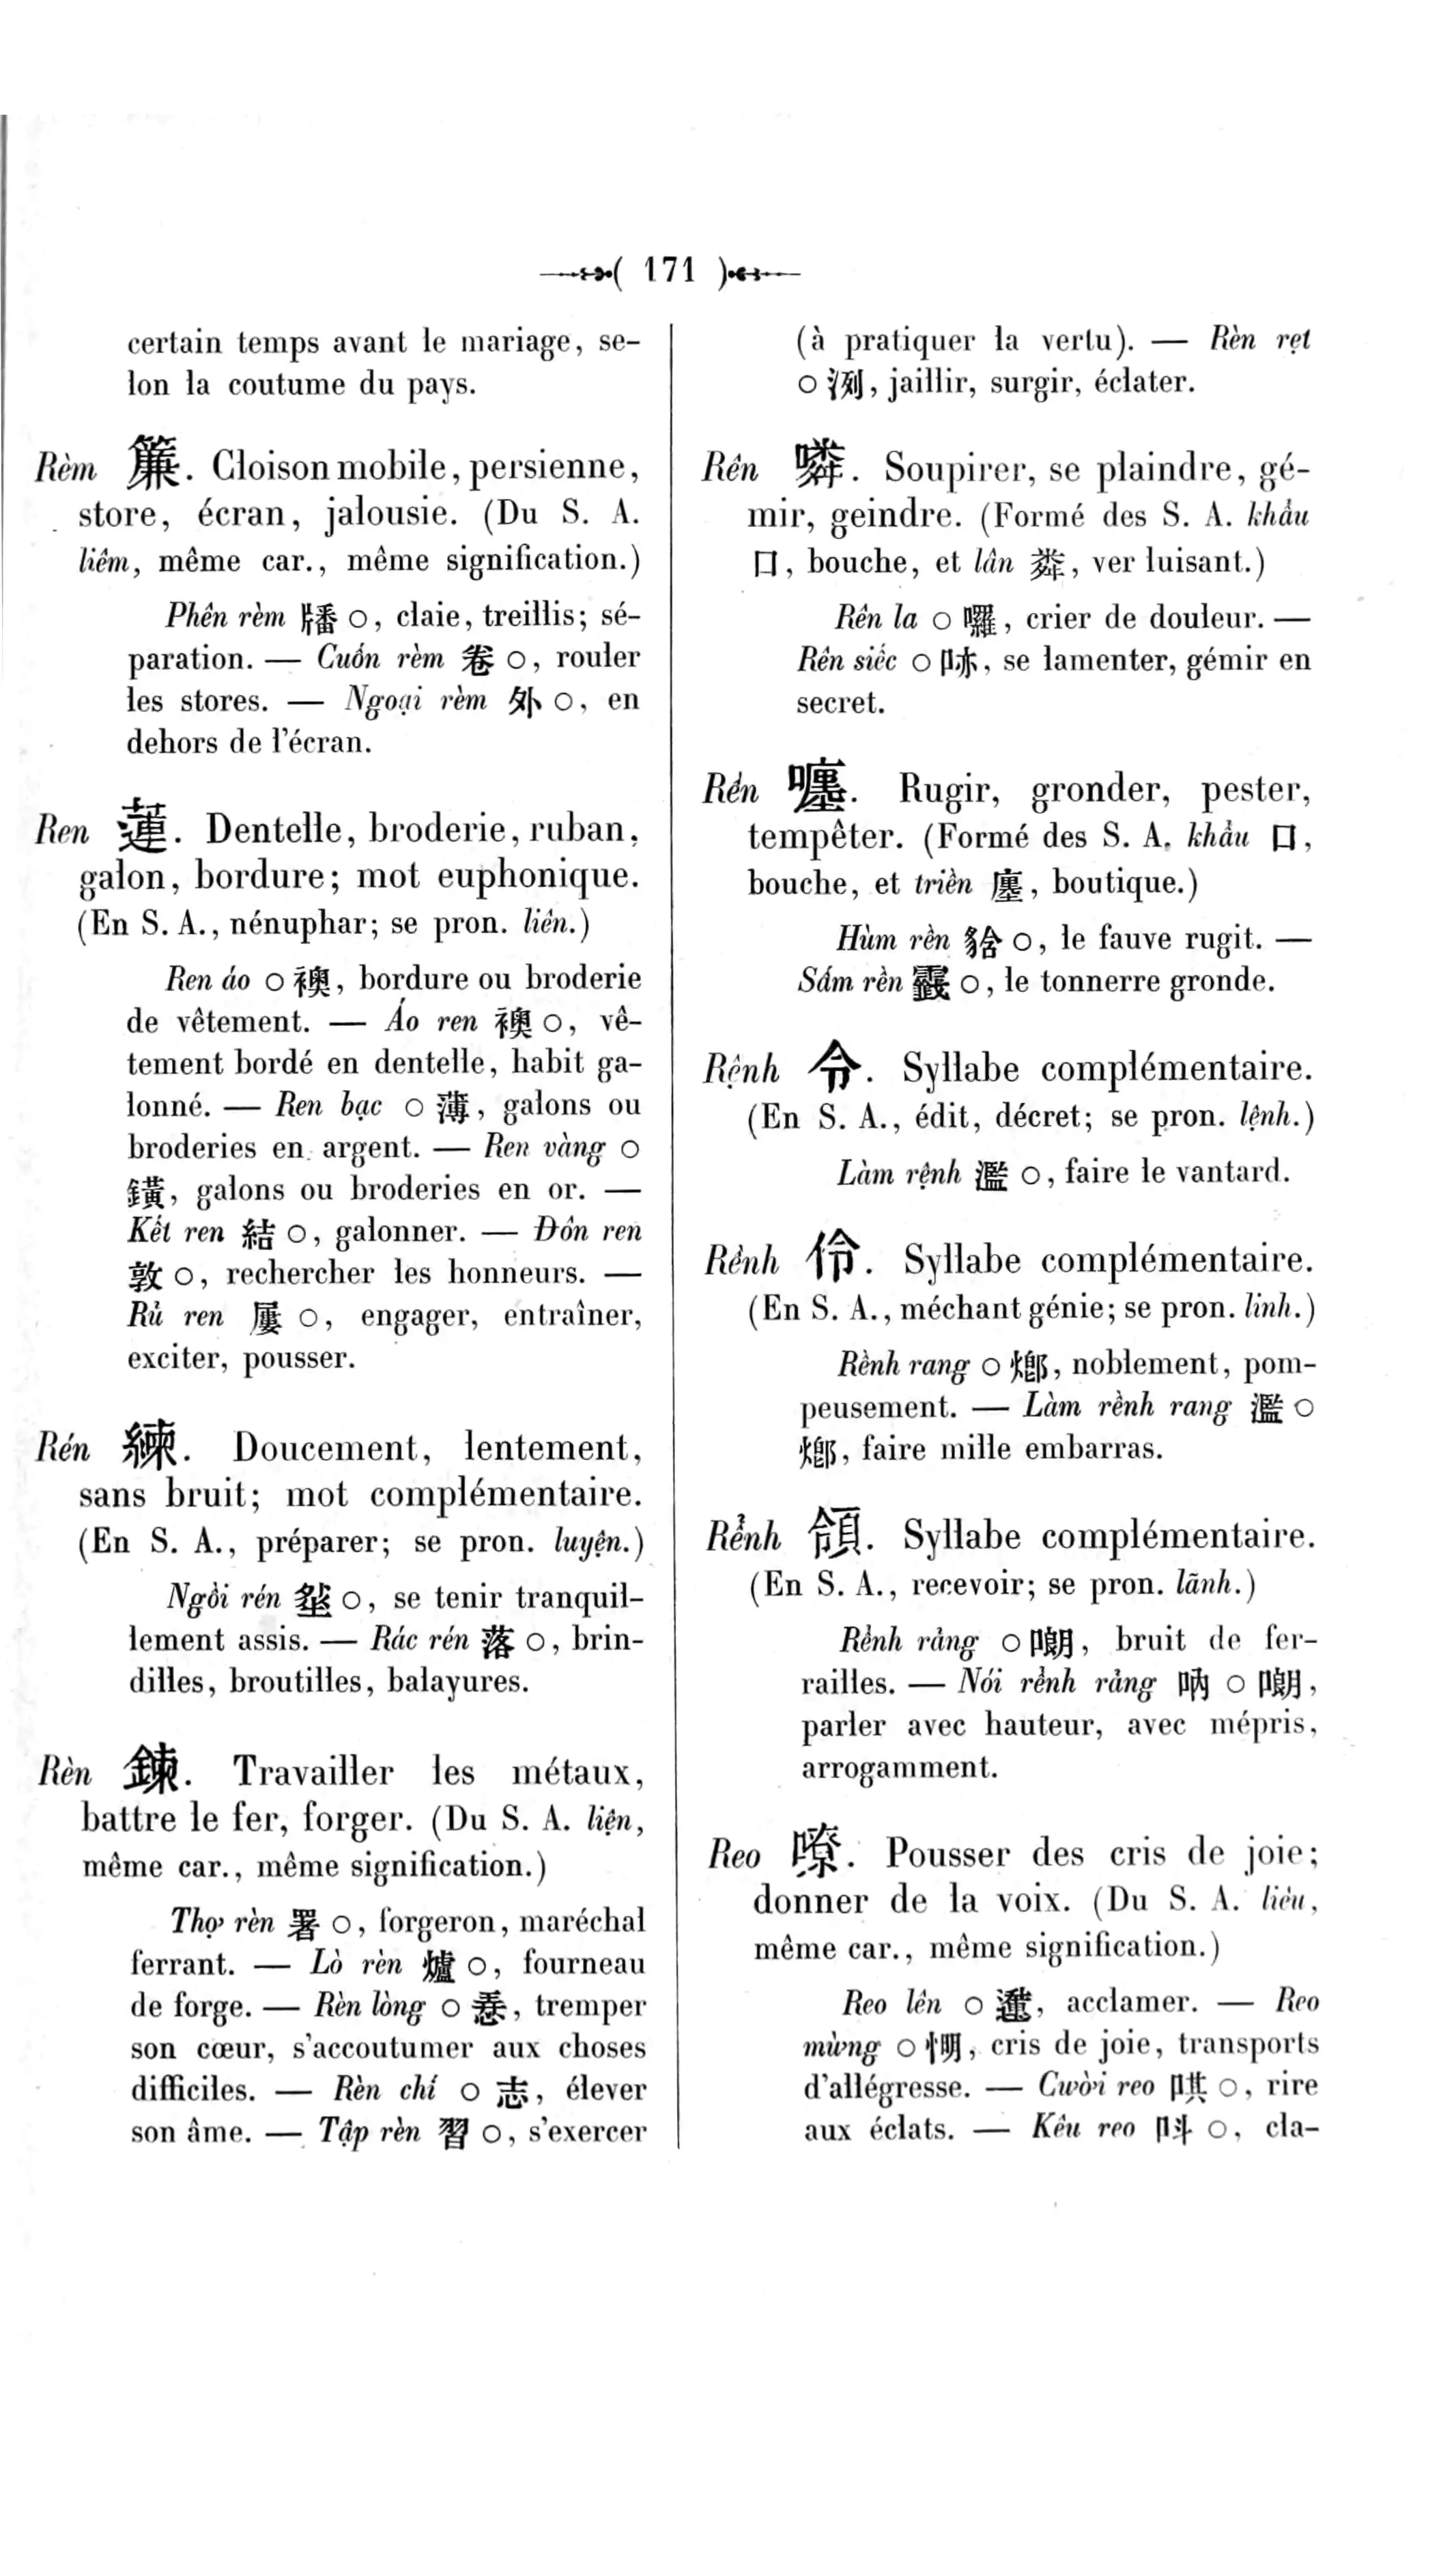 ( 171 )
certain temps avant le mariage, se-
lon la coutume du pays.
Rèm 簾. Cloison mobile, persienne,
store, écran, jalousie. (Du S. A.
liêm, même car., même signification.)
Phên rèm ○, claie, treillis; sé-
paration. — Cuốn rèm 卷 ○, rouler
les stores. — Ngoại rèm 外 ○, en
dehors de l'écran.
Ren 蓮. Dentelle, broderie, ruban,
galon, bordure; mot euphonique.
(En S. A., nénuphar; se pron. liên.)
Ren áo ○ 襖, bordure ou broderie
de vêtement. — Áo ren 襖 ○, vê-
tement bordé en dentelle, habit ga-
lonné. — Ren bạc ○ 薄, galons ou
broderies en argent. — Ren vàng ○
鐄, galons ou broderies en or. —
Kết ren 結 ○, galonner. — Đôn ren
敦 ○, rechercher les honneurs. —
Rủ ren 屢 ○, engager, entraîner,
exciter, pousser.
Rén 練. Doucement, lentement,
sans bruit; mot complémentaire.
(En S. A., préparer; se pron. luyện.)
Ngồi rén ○, se tenir tranquil-
lement assis. — Rác rén 落 ○, brin-
dilles, broutilles, balayures.
Rèn 鍊. Travailler les métaux,
battre le fer, forger. (Du S. A. liện,
même car., même signification.)
Thợ rèn 署 ○, forgeron, maréchal
ferrant. — Lò rèn 爐 ○, fourneau
de forge. — Rèn lòng ○, tremper
son cœur, s'accoutumer aux choses
difficiles. — Rèn chí ○ 志, élever
son âme. — Tập rèn 習 ○, s'exercer
(à pratiquer la vertu). — Rèn rẹt
○ 洌, jaillir, surgir, éclater.
Rên 嘹. Soupirer, se plaindre, gé-
mir, geindre. (Formé des S. A. khẩu
口, bouche, et lân 粦, ver luisant.)
Rên la ○ 囉, crier de douleur. —
Rên siếc ○, se lamenter, gémir en
secret.
Rền. Rugir, gronder, pester,
tempêter. (Formé des S. A. khẩu 口,
bouche, et triền 廛, boutique.)
Hùm rền ○, le fauve rugit. —
Sấm rền ○, le tonnerre gronde.
Rệnh 令. Syllabe complémentaire.
(En S. A., édit, décret; se pron. lệnh.)
Làm rệnh 濫 ○, faire le vantard.
Rềnh 伶. Syllabe complémentaire.
(En S. A., méchant génie; se pron. linh.)
Rềnh rang ○, noblement, pom-
peusement. — Làm rềnh rang 濫 ○
, faire mille embarras.
Rểnh 領. Syllabe complémentaire.
(En S. A., recevoir; se pron. lãnh.)
Rểnh rảng ○ 㗍, bruit de fer-
railles. — Nói rểnh rảng 吶 ○ 㗍,
parler avec hauteur, avec mépris,
arrogamment.
Reo 嘹. Pousser des cris de joie;
donner de la voix. (Du S. A. liêu,
même car., même signification.)
Reo lên ○, acclamer. — Reo
mừng ○, cris de joie, transports
d'allégresse. — Cười reo 唭 ○, rire
aux éclats. — Kêu reo 呌 ○, cla-